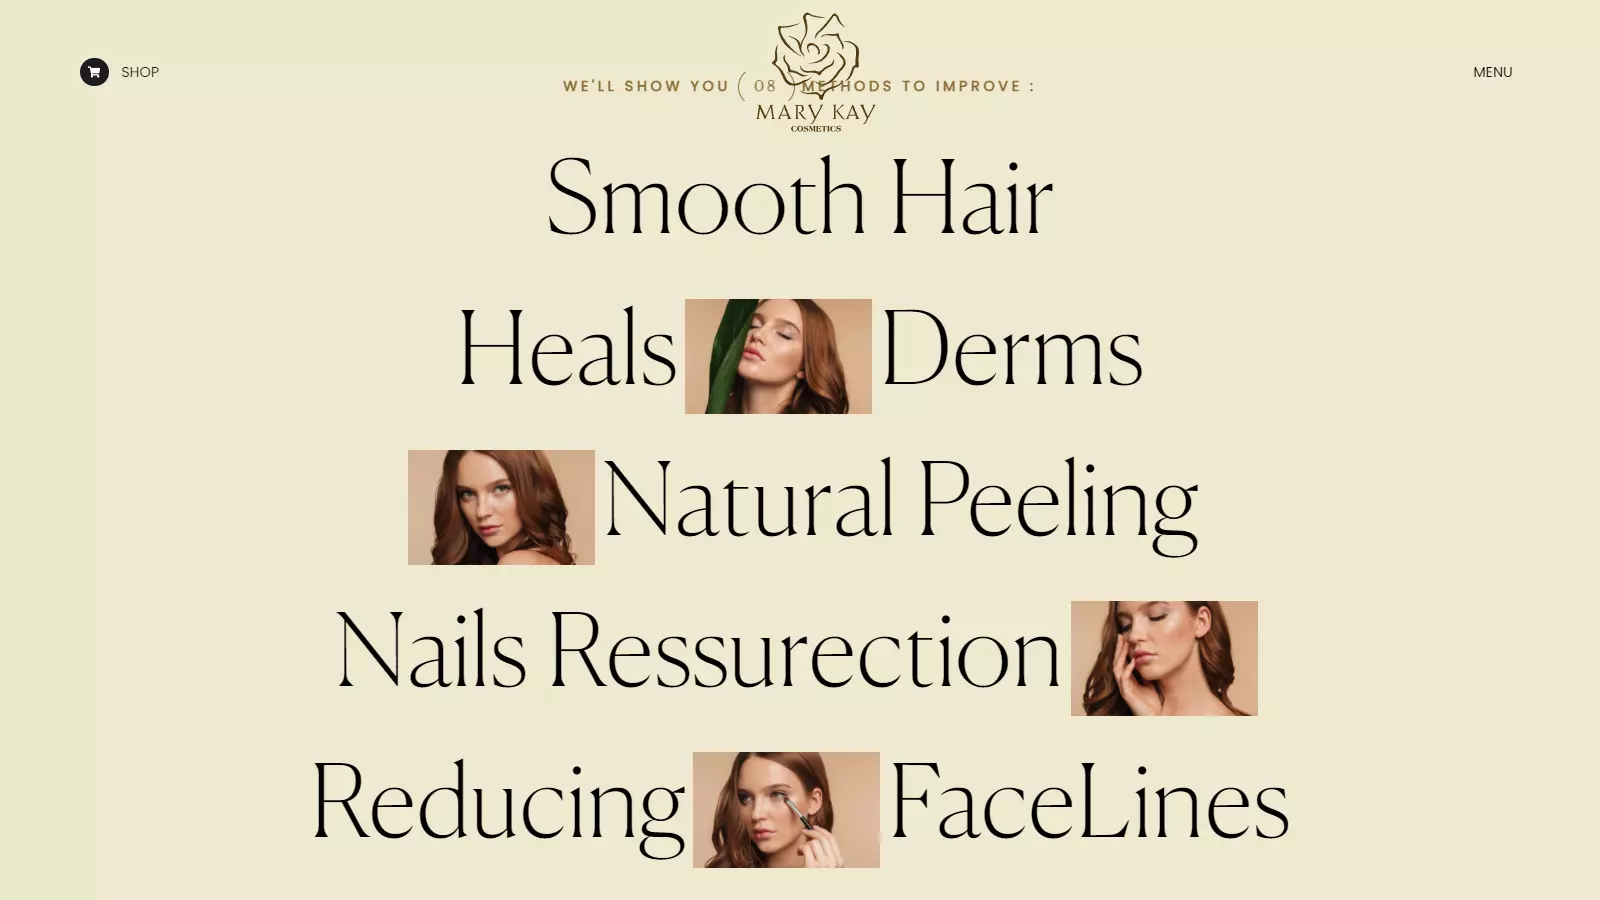 SHOP
MENU
WE'LL SHOW YOU ( 08 ) METHODS TO IMPROVE :
MARY KAY
COSMETICS
Smooth Hair
Heals Derms
Natural Peeling
Nails Ressurection
Reducing FaceLines